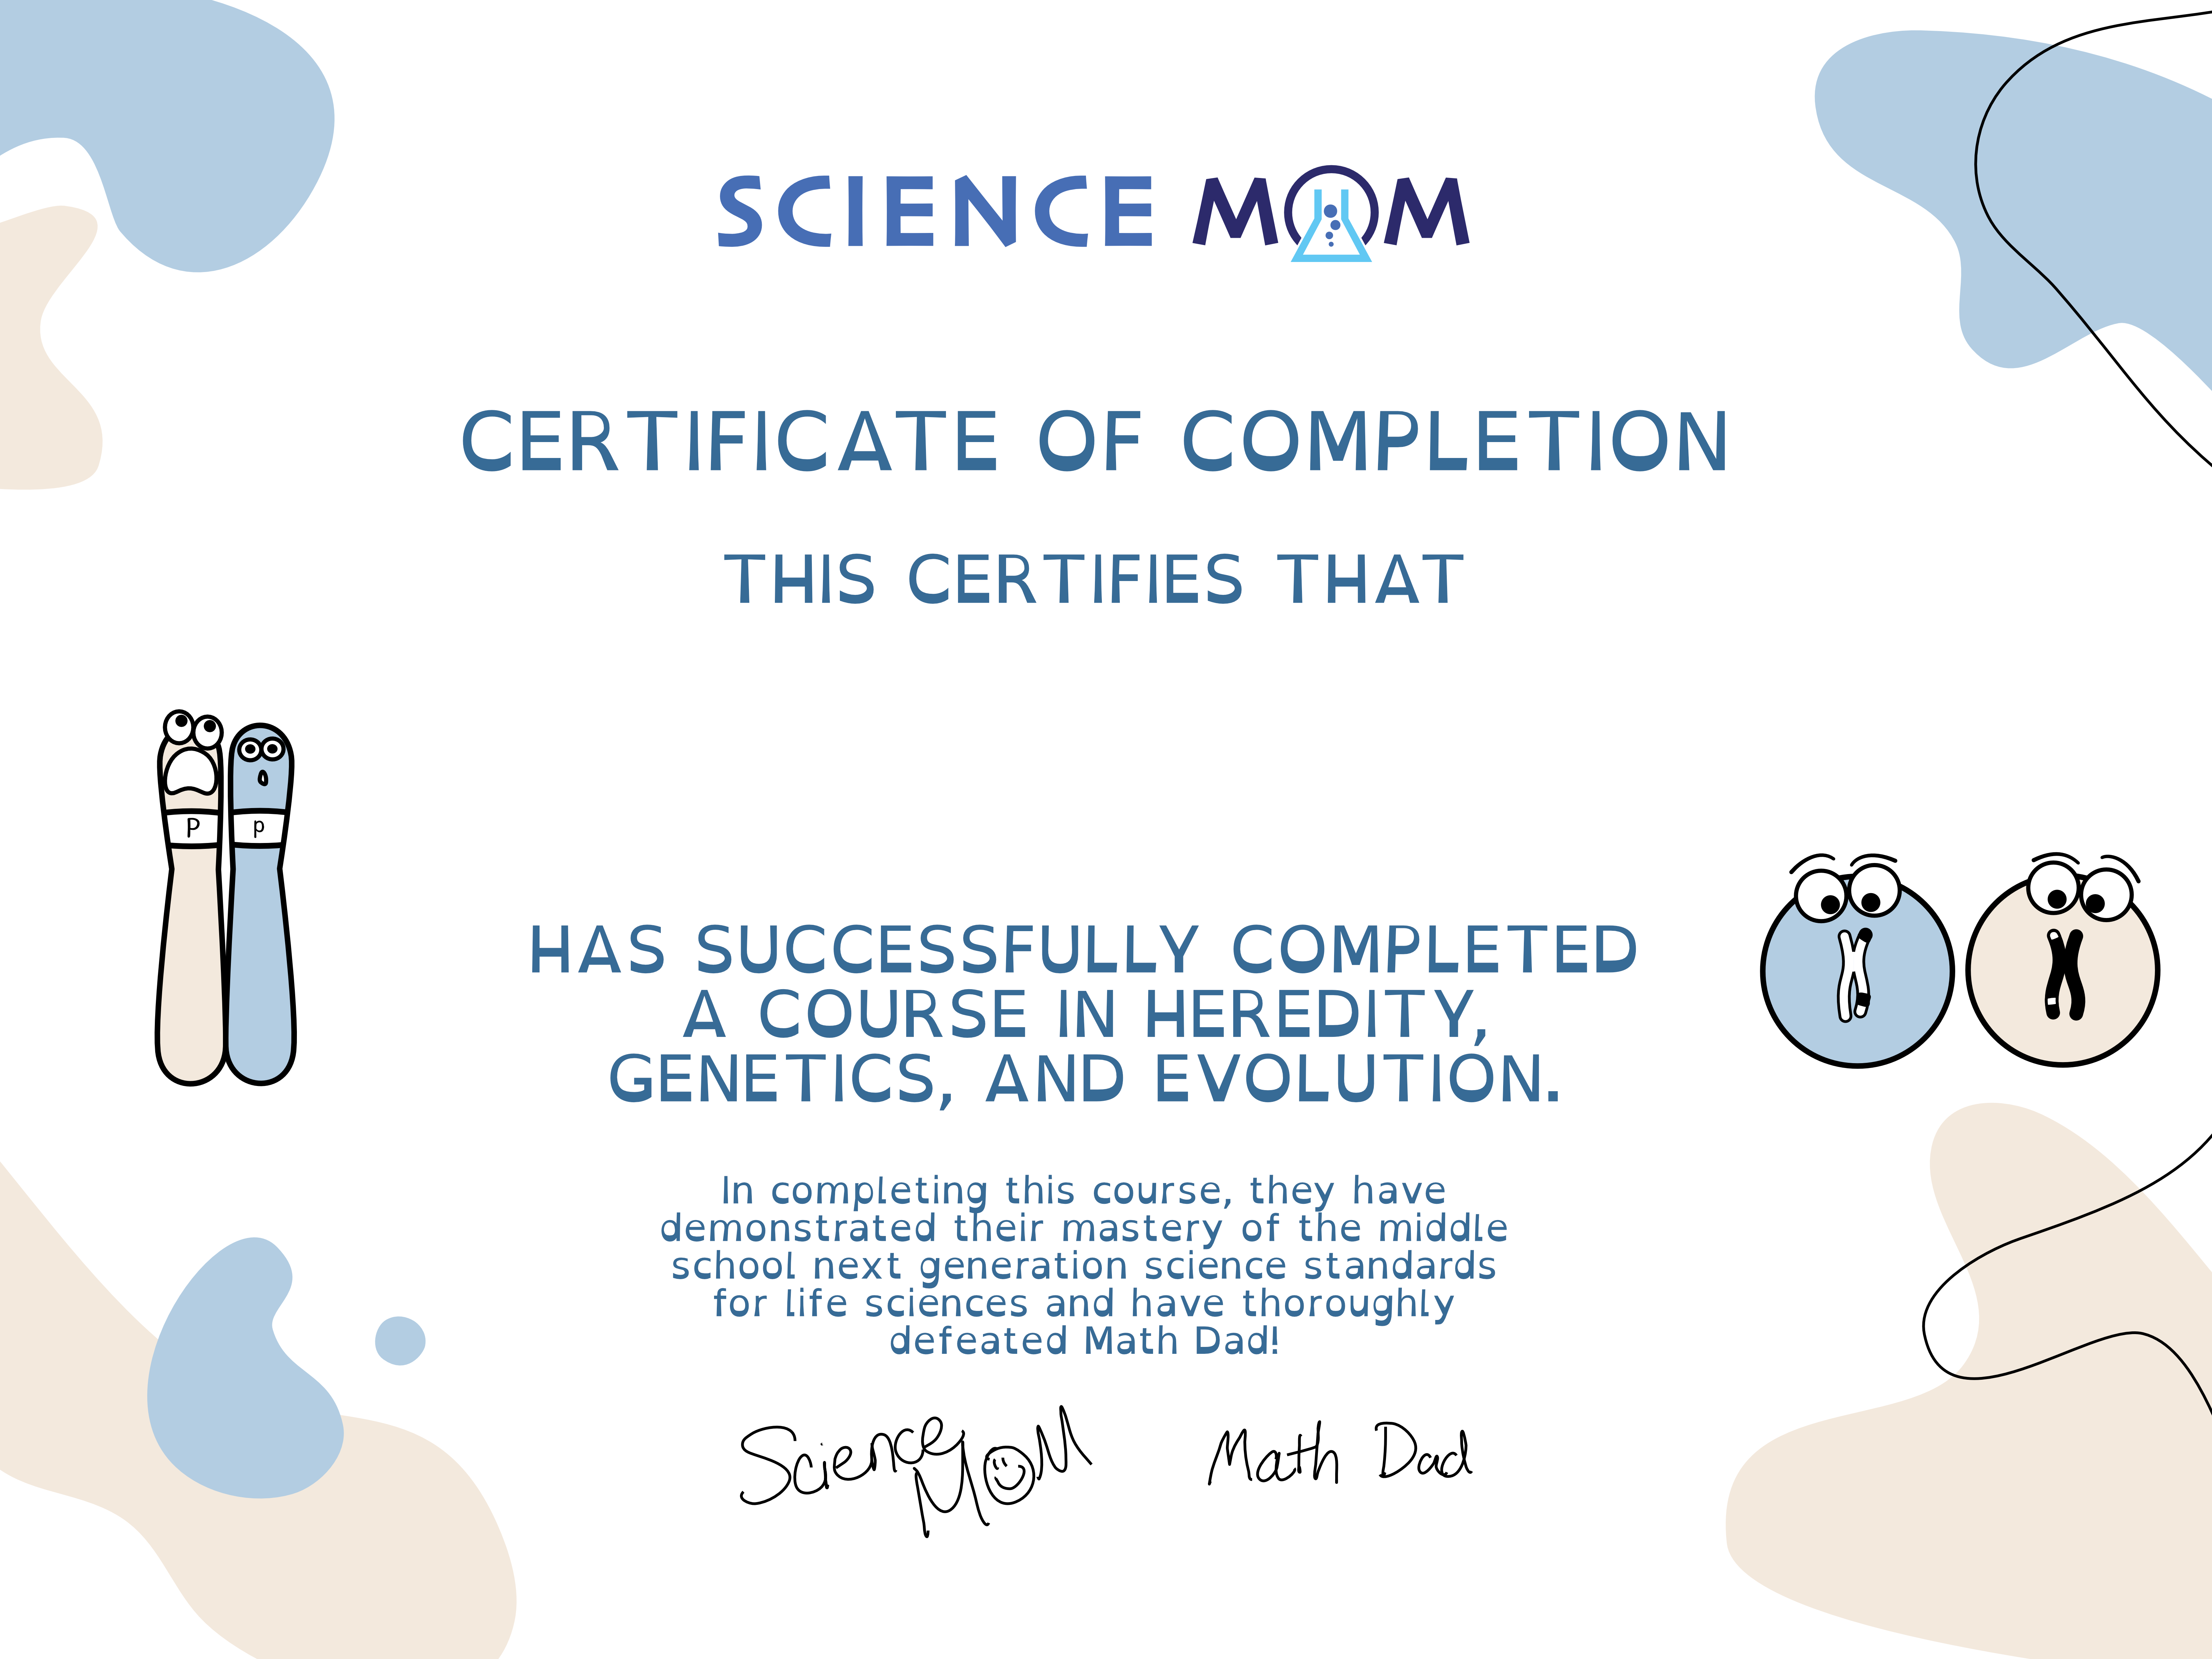 SCIENCE MOM
CERTIFICATE OF COMPLETION
THIS CERTIFIES THAT
P p
HAS SUCCESSFULLY COMPLETED
A COURSE IN HEREDITY,
GENETICS, AND EVOLUTION.
In completing this course, they have
demonstrated their mastery of the middle
school next generation science standards
for life sciences and have thoroughly
defeated Math Dad!
Science Mom Math Dad